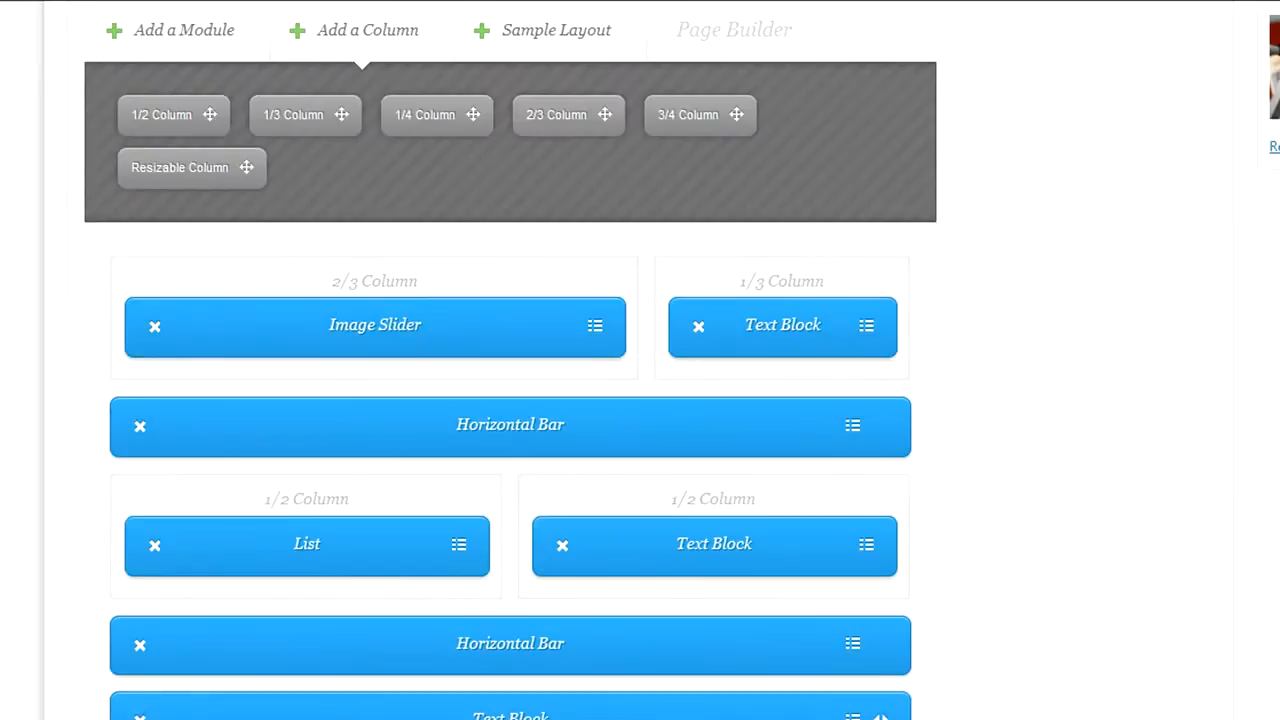 Add a Module Add a Column Sample Layout Page Builder
1/2 Column 1/3 Column 1/4 Column 2/3 Column 3/4 Column
Resizable Column
2/3 Column 1/3 Column
Image Slider Text Block
Horizontal Bar
1/2 Column 1/2 Column
List Text Block
Horizontal Bar
Text Block